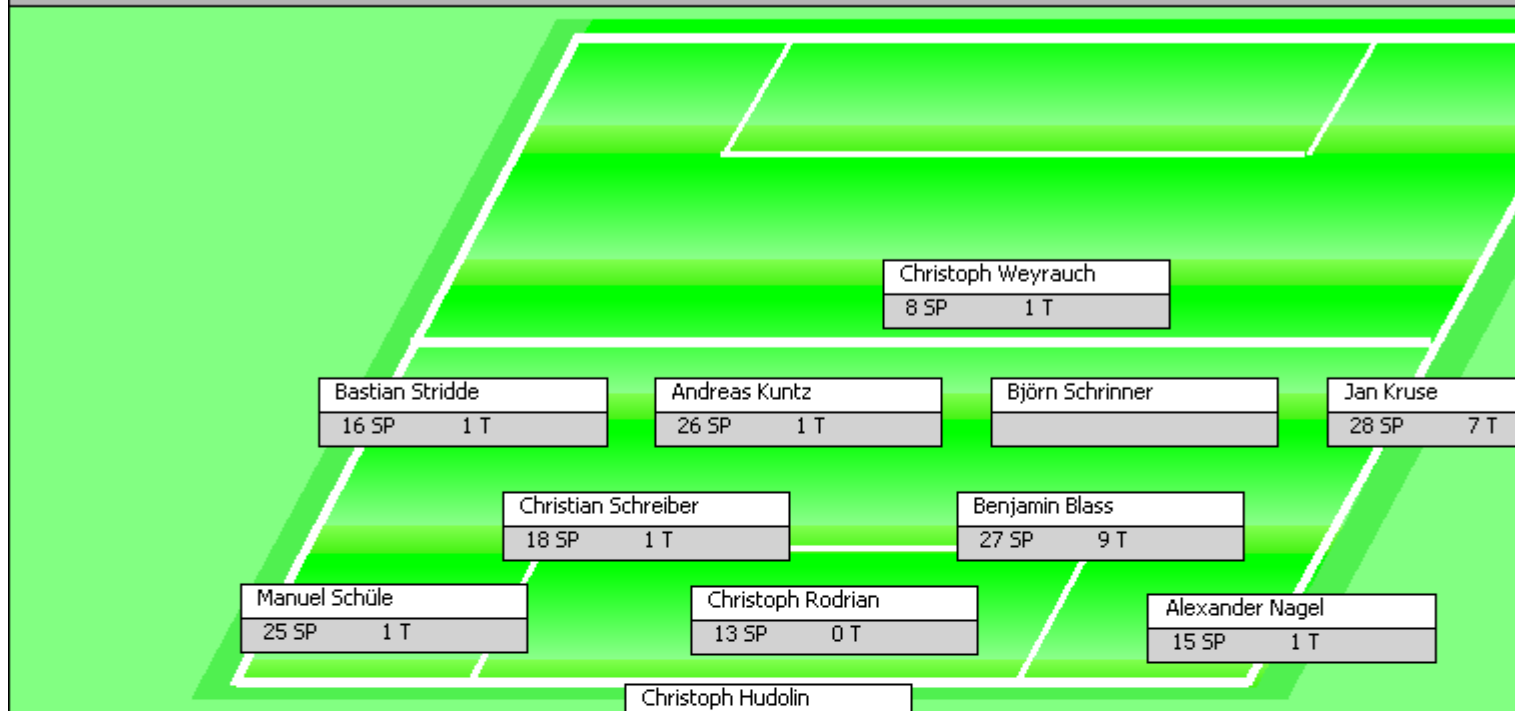 Christoph Weyrauch
8 SP 1 T
Bastian Stridde Andreas Kuntz Björn Schrinner Jan Kruse
16 SP 1 T 26 SP 1 T 28 SP 7 T
Christian Schreiber Benjamin Blass
18 SP 1 T 27 SP 9 T
Manuel Schüle Christoph Rodrian Alexander Nagel
25 SP 1 T 13 SP 0 T 15 SP 1 T
Christoph Hudolin